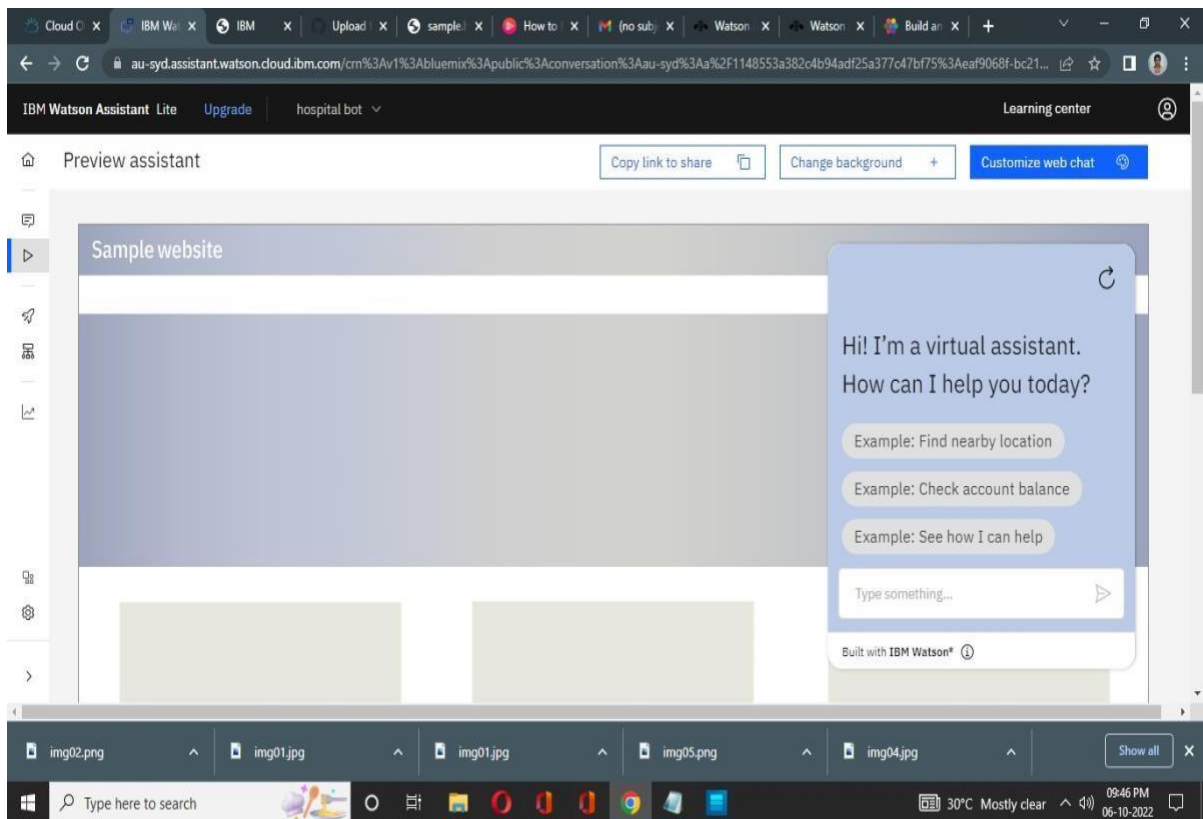 Cloud O
IBM Wat
IBM
Upload
sample.
How to
(no subj
Watson
Watson
Build an
au-syd.assistant.watson.cloud.ibm.com/crn%3Av1%3Abluemix%3Apublic%3Aconversation%3Aau-syd%3Aa%2F1148553a382c4b94adf25a377c47bf75%3Aeaf9068f-bc21...
IBM Watson Assistant Lite
Upgrade
hospital bot
Learning center
Preview assistant
Copy link to share
Change background +
Customize web chat
Sample website
Hi! I'm a virtual assistant.
How can I help you today?
Example: Find nearby location
Example: Check account balance
Example: See how I can help
Type something...
Built with IBM Watson®
img02.png
img01.jpg
img01.jpg
img05.png
img04.jpg
Show all
Type here to search
30°C Mostly clear
09:46 PM
06-10-2022